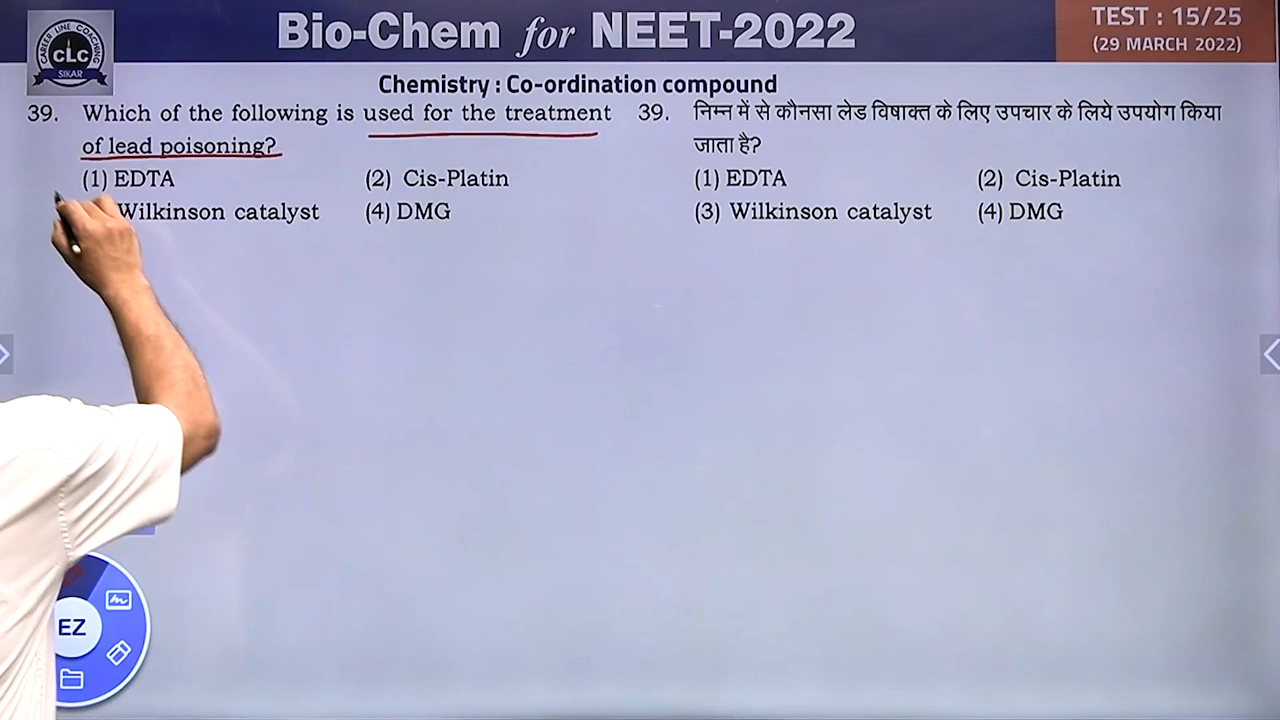 Bio-Chem for NEET-2022
TEST : 15/25
(29 MARCH 2022)
CAREER LINE COACHING
CLC
SIKAR
Chemistry : Co-ordination compound
39. Which of the following is used for the treatment
of lead poisoning?
(1) EDTA (2) Cis-Platin
Wilkinson catalyst (4) DMG
39. निम्न में से कौनसा लेड विषाक्त के लिए उपचार के लिये उपयोग किया
जाता है?
(1) EDTA (2) Cis-Platin
(3) Wilkinson catalyst (4) DMG
EZ